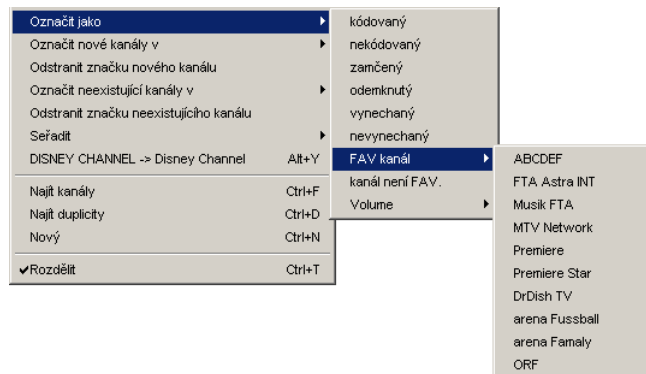 Označit jako
Označit nové kanály v
Odstranit značku nového kanálu
Označit neexistující kanály v
Odstranit značku neexistujícího kanálu
Seřadit
DISNEY CHANNEL -> Disney Channel Alt+Y
Najít kanály Ctrl+F
Najít duplicity Ctrl+D
Nový Ctrl+N
Rozdělit Ctrl+T
kódovaný
nekódovaný
zamčený
odemknutý
vynechaný
nevynechaný
FAV kanál
kanál není FAV.
Volume
ABCDEF
FTA Astra INT
Musik FTA
MTV Network
Premiere
Premiere Star
DrDish TV
arena Fussball
arena Famaly
ORF